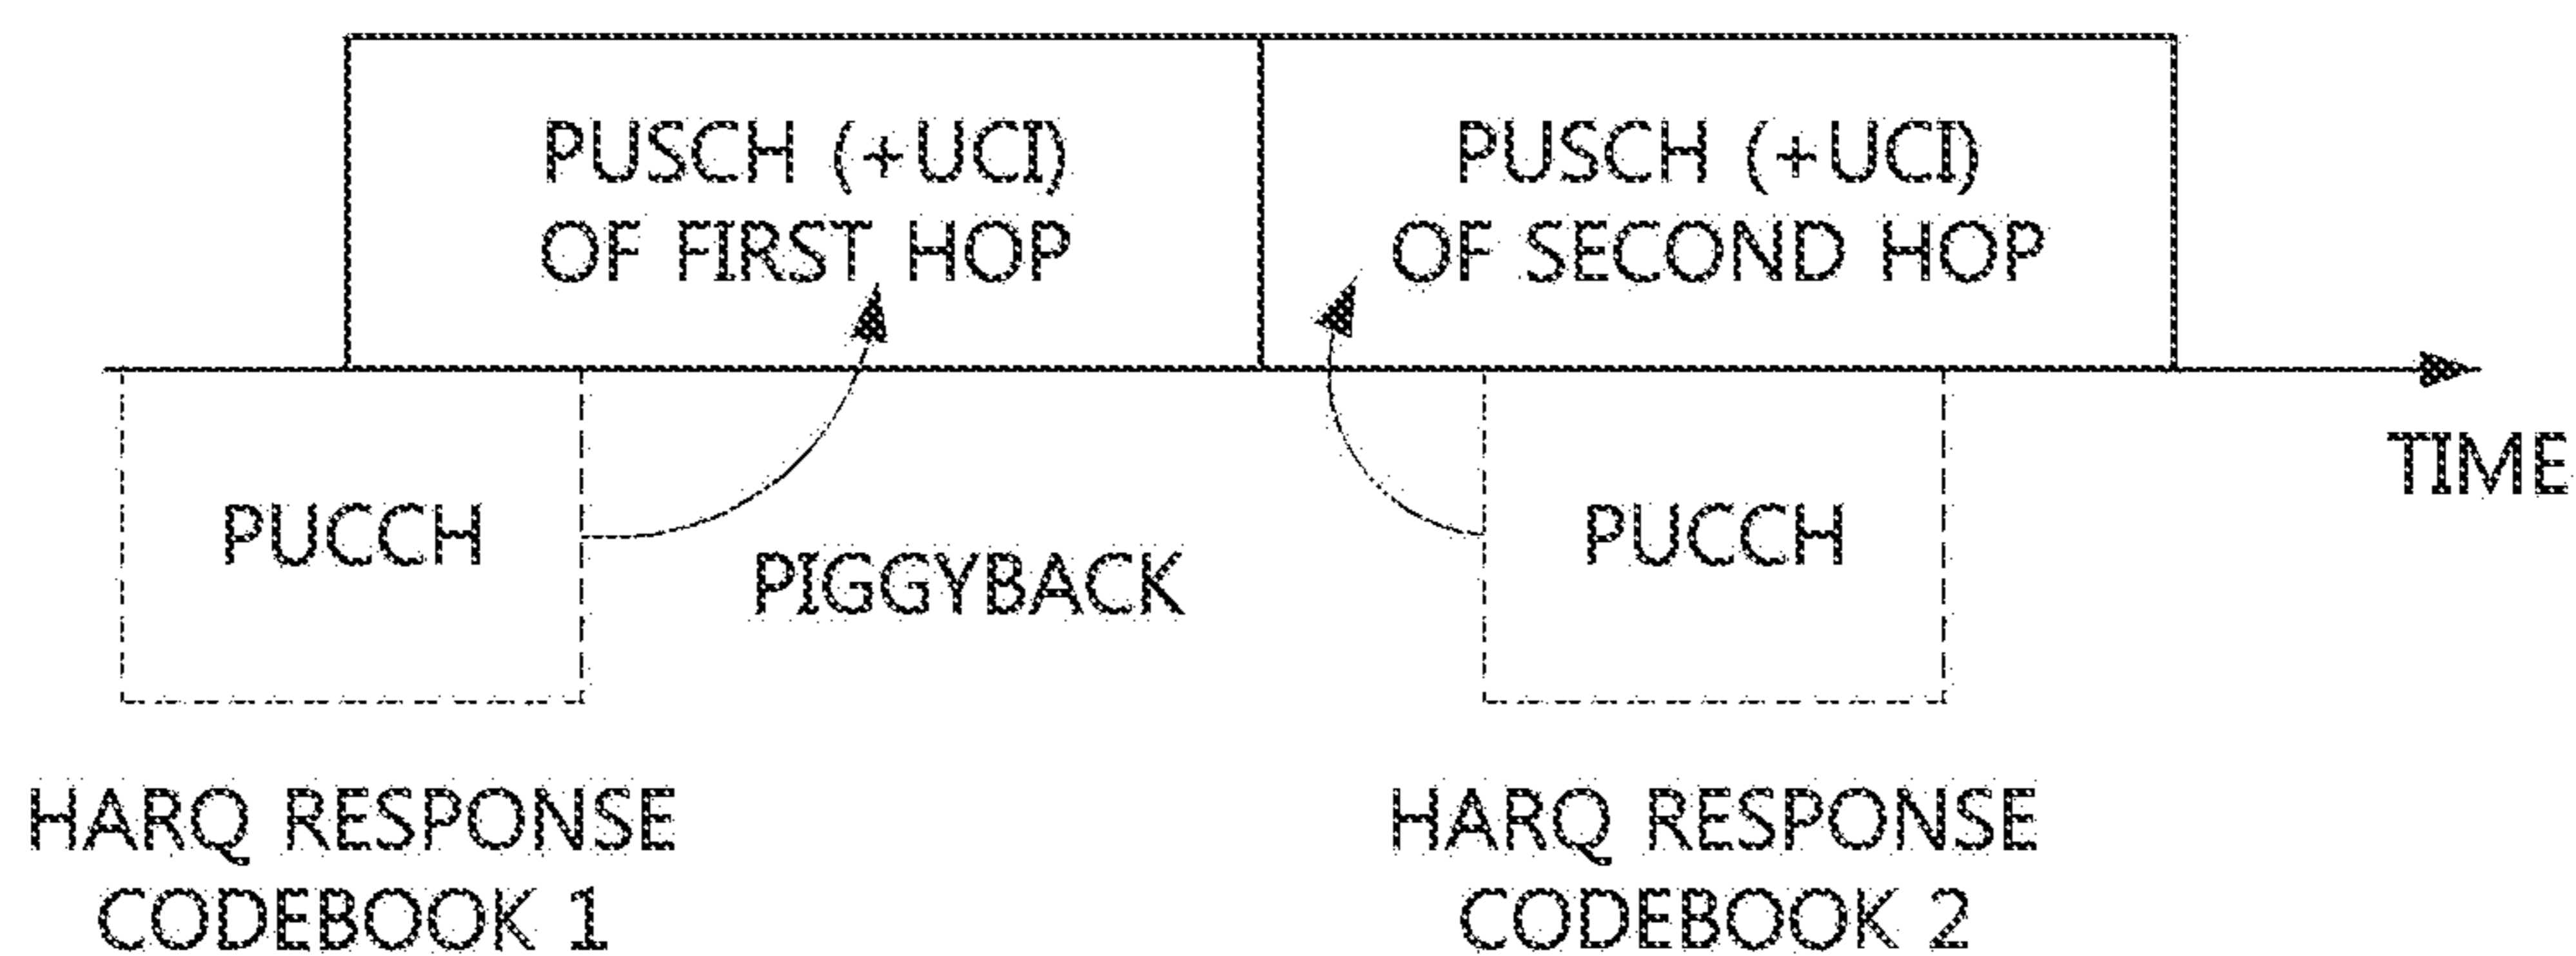 PUSCH (+UCI)
OF FIRST HOP
PUSCH (+UCI)
OF SECOND HOP
TIME
PUCCH
PIGGYBACK
PUCCH
HARQ RESPONSE
CODEBOOK 1
HARQ RESPONSE
CODEBOOK 2